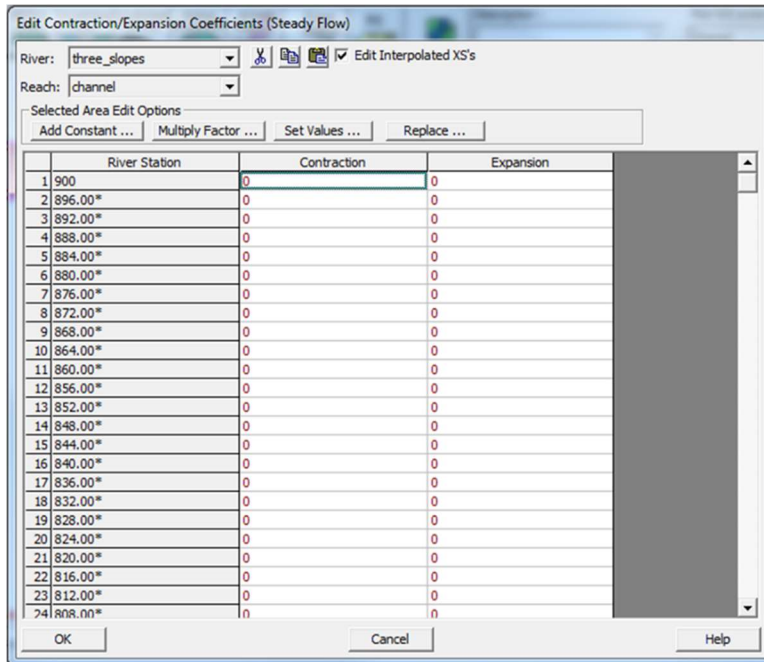 Edit Contraction/Expansion Coefficients (Steady Flow)
River: three_slopes Edit Interpolated XS's
Reach: channel
Selected Area Edit Options
Add Constant ... Multiply Factor ... Set Values ... Replace ...
River Station Contraction Expansion
1 900 0 0
2 896.00* 0 0
3 892.00* 0 0
4 888.00* 0 0
5 884.00* 0 0
6 880.00* 0 0
7 876.00* 0 0
8 872.00* 0 0
9 868.00* 0 0
10 864.00* 0 0
11 860.00* 0 0
12 856.00* 0 0
13 852.00* 0 0
14 848.00* 0 0
15 844.00* 0 0
16 840.00* 0 0
17 836.00* 0 0
18 832.00* 0 0
19 828.00* 0 0
20 824.00* 0 0
21 820.00* 0 0
22 816.00* 0 0
23 812.00* 0 0
24 808.00* 0 0
OK Cancel Help